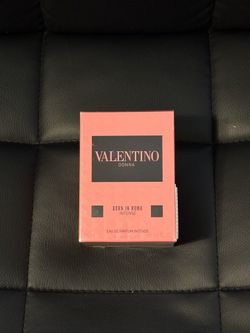 VALENTINO
DONNA
BORN IN ROMA
INTENSE
EAU DE PARFUM INTENSE